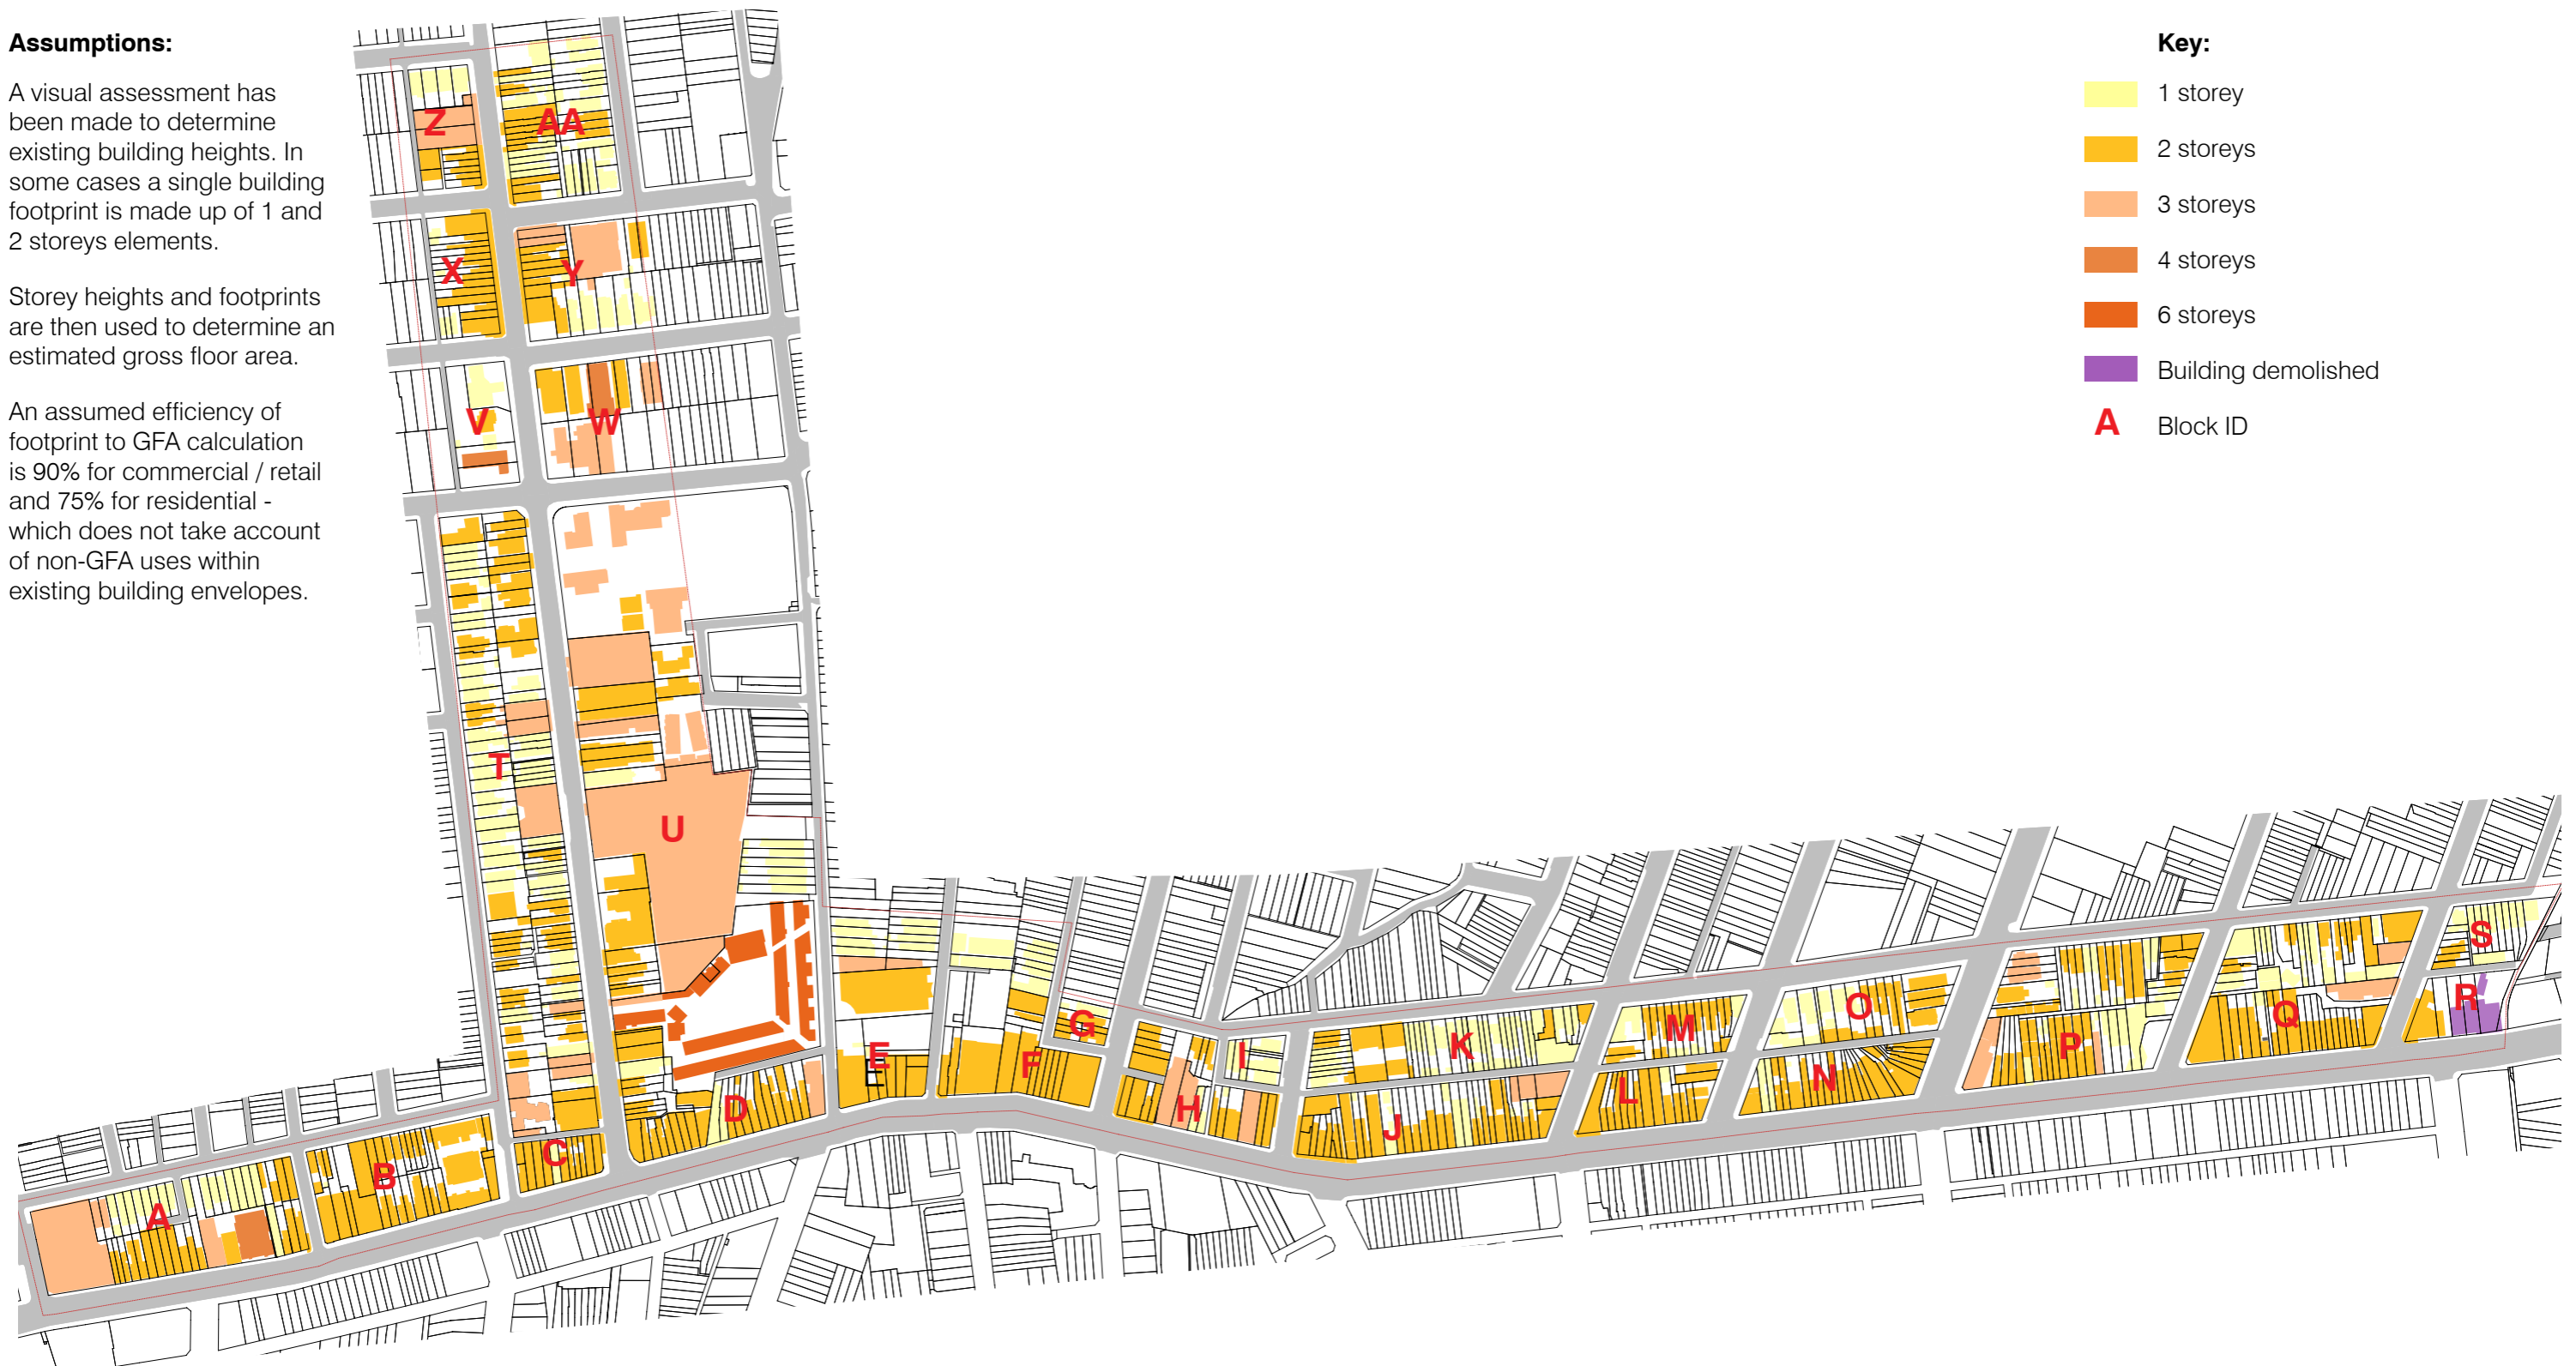 Assumptions:
A visual assessment has
been made to determine
existing building heights. In
some cases a single building
footprint is made up of 1 and
2 storeys elements.
Storey heights and footprints
are then used to determine an
estimated gross floor area.
An assumed efficiency of
footprint to GFA calculation
is 90% for commercial / retail
and 75% for residential -
which does not take account
of non-GFA uses within
existing building envelopes.
Key:
1 storey
2 storeys
3 storeys
4 storeys
6 storeys
Building demolished
A Block ID
Z
AA
X
Y
V
W
T
U
S
R
Q
P
O
N
M
L
K
J
I
H
G
F
E
E
D
C
B
A